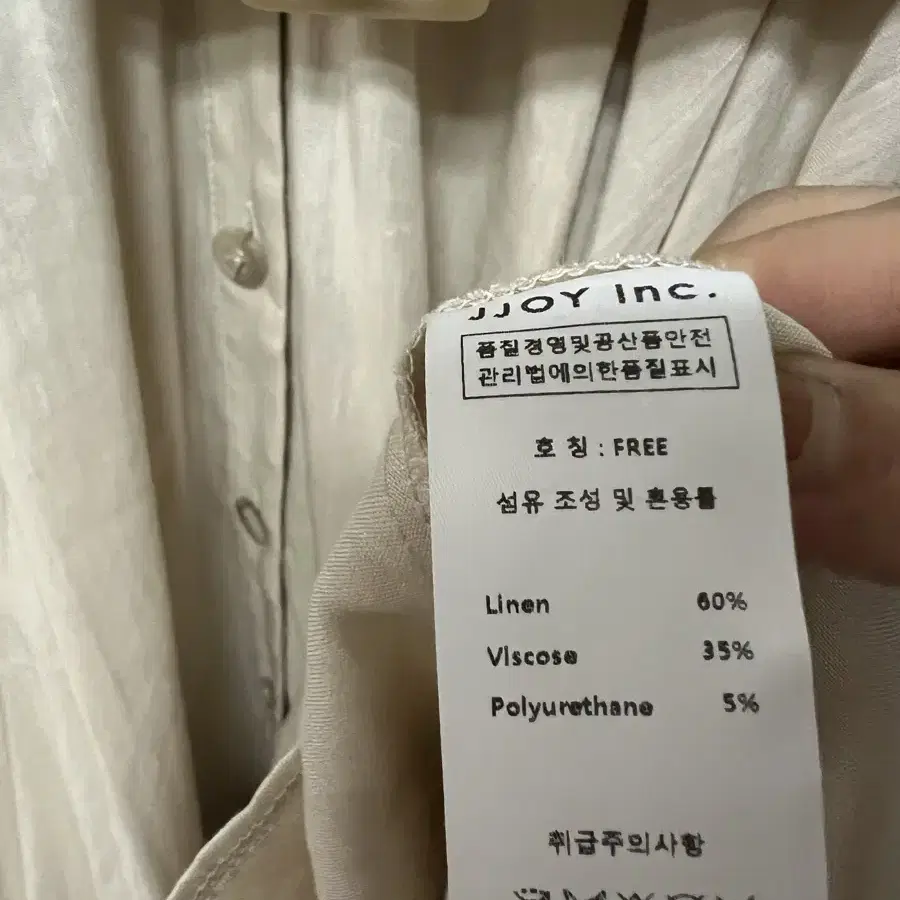 JJOY Inc.
품질경영및공산품안전
관리법에의한품질표시
호 칭 : FREE
섬유 조성 및 혼용률
Linen 60%
Viscose 35%
Polyurethane 5%
취급주의사항